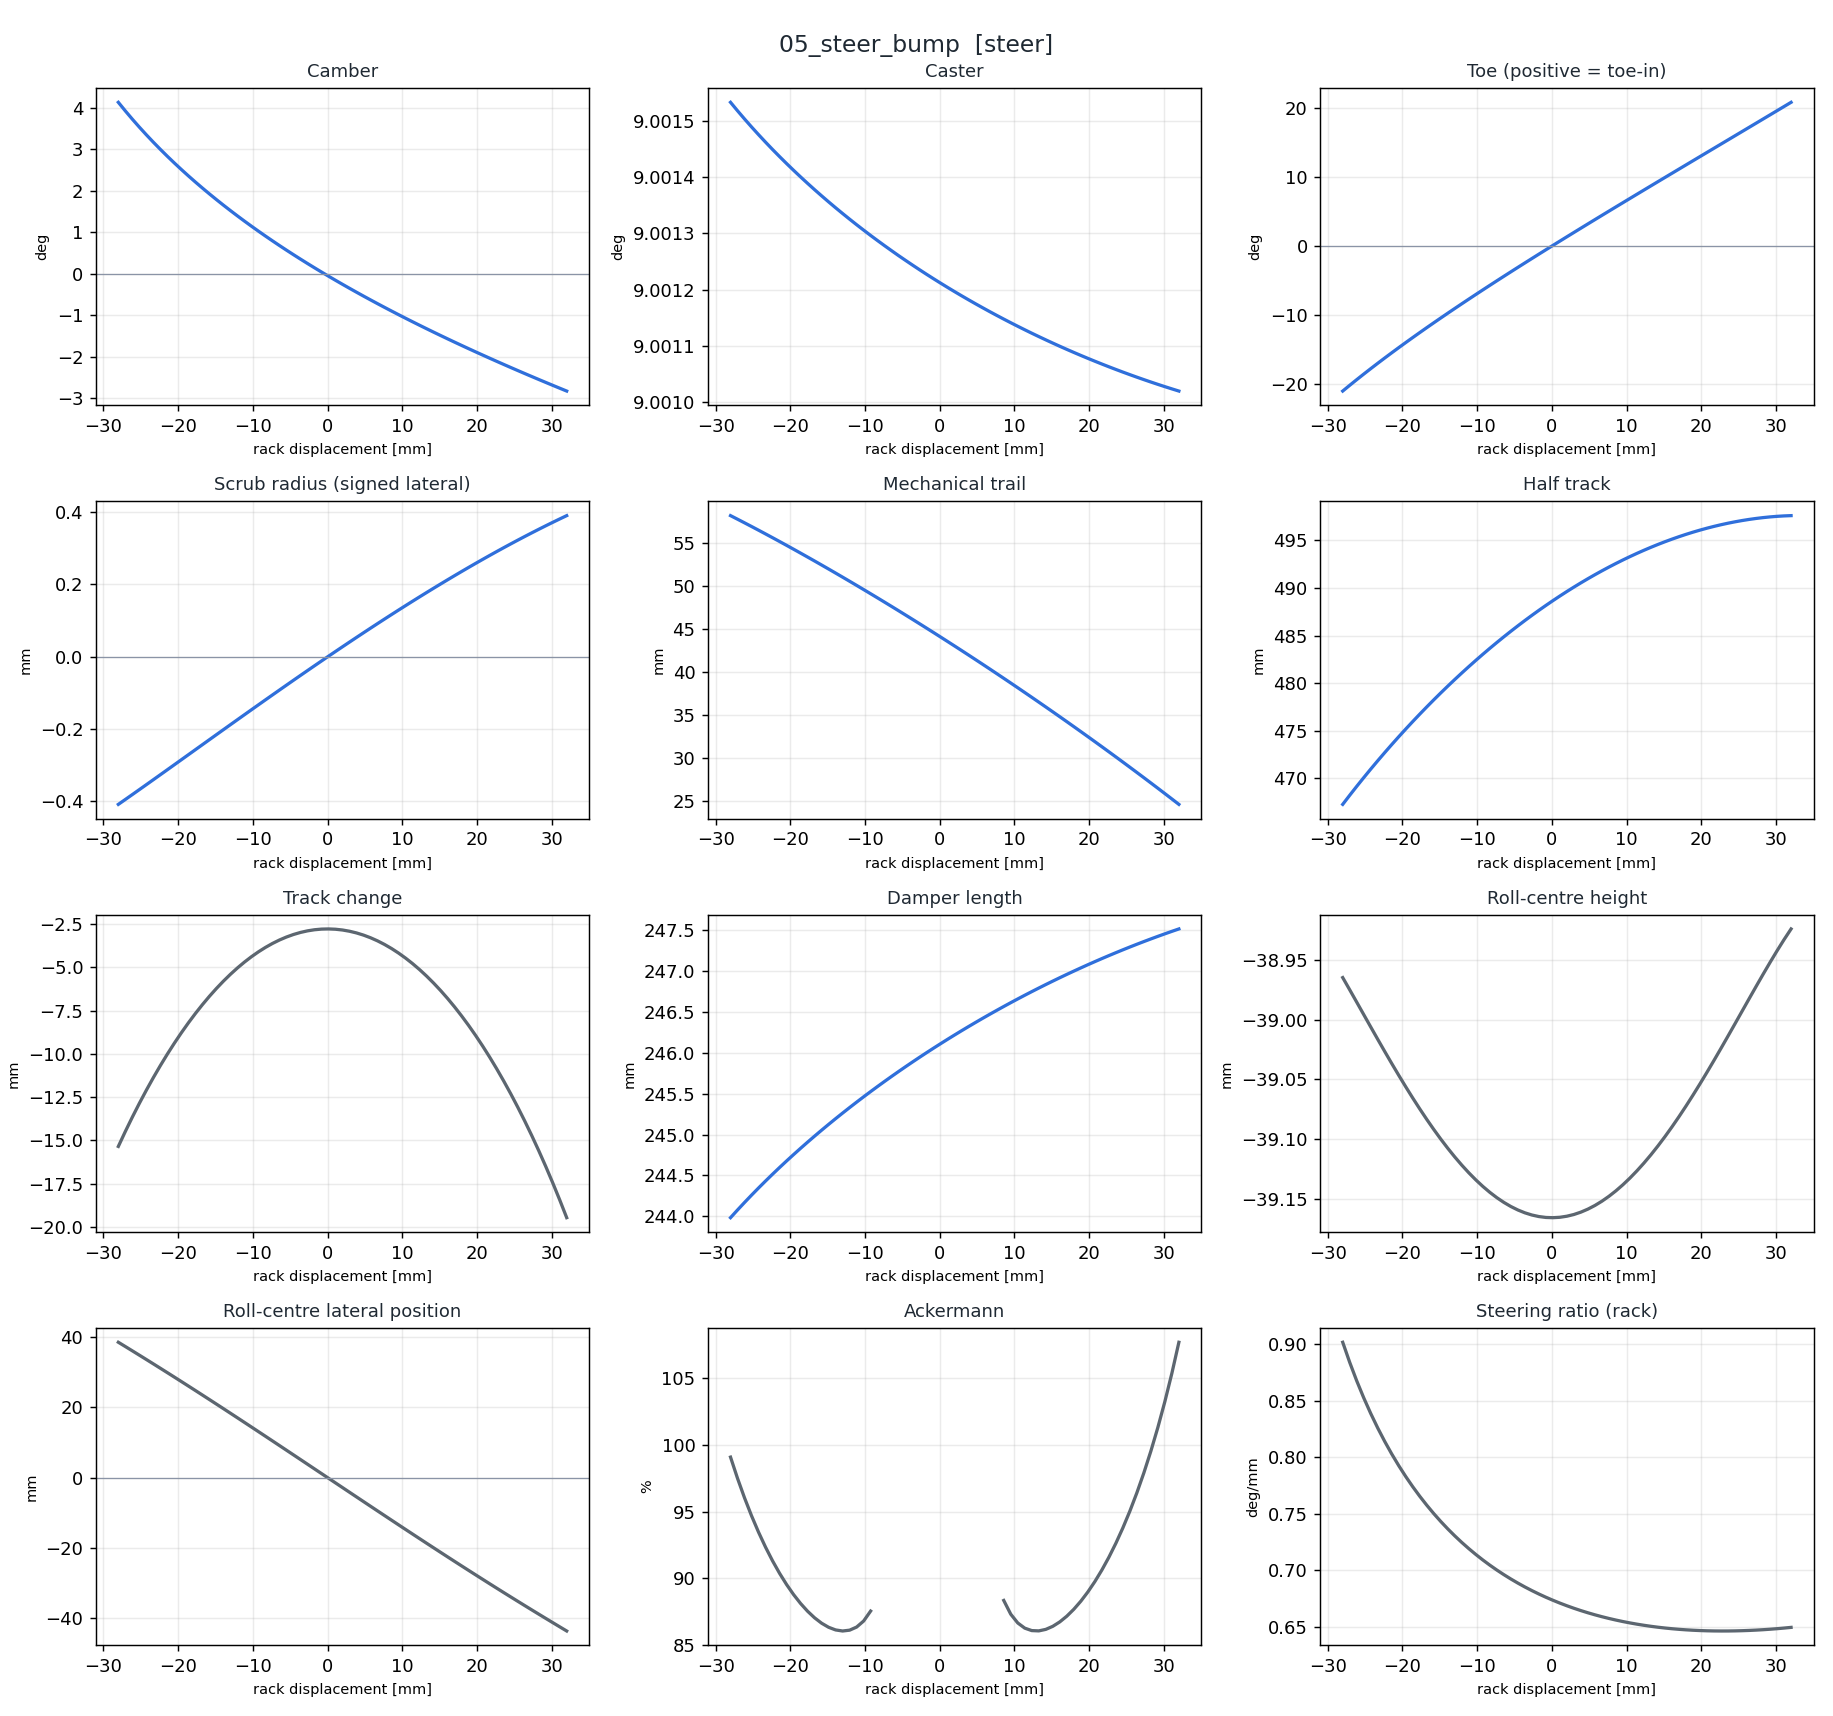 05_steer_bump  [steer]
Camber
Caster
Toe (positive = toe-in)
4
3
2
1
0
−1
−2
−3
deg
−30 −20 −10 0 10 20 30
rack displacement [mm]
9.0015
9.0014
9.0013
9.0012
9.0011
9.0010
deg
−30 −20 −10 0 10 20 30
rack displacement [mm]
20
10
0
−10
−20
deg
−30 −20 −10 0 10 20 30
rack displacement [mm]
Scrub radius (signed lateral)
Mechanical trail
Half track
0.4
0.2
0.0
−0.2
−0.4
mm
−30 −20 −10 0 10 20 30
rack displacement [mm]
55
50
45
40
35
30
25
mm
−30 −20 −10 0 10 20 30
rack displacement [mm]
495
490
485
480
475
470
mm
−30 −20 −10 0 10 20 30
rack displacement [mm]
Track change
Damper length
Roll-centre height
−2.5
−5.0
−7.5
−10.0
−12.5
−15.0
−17.5
−20.0
mm
−30 −20 −10 0 10 20 30
rack displacement [mm]
247.5
247.0
246.5
246.0
245.5
245.0
244.5
244.0
mm
−30 −20 −10 0 10 20 30
rack displacement [mm]
−38.95
−39.00
−39.05
−39.10
−39.15
mm
−30 −20 −10 0 10 20 30
rack displacement [mm]
Roll-centre lateral position
Ackermann
Steering ratio (rack)
40
20
0
−20
−40
mm
−30 −20 −10 0 10 20 30
rack displacement [mm]
105
100
95
90
85
%
−30 −20 −10 0 10 20 30
rack displacement [mm]
0.90
0.85
0.80
0.75
0.70
0.65
deg/mm
−30 −20 −10 0 10 20 30
rack displacement [mm]